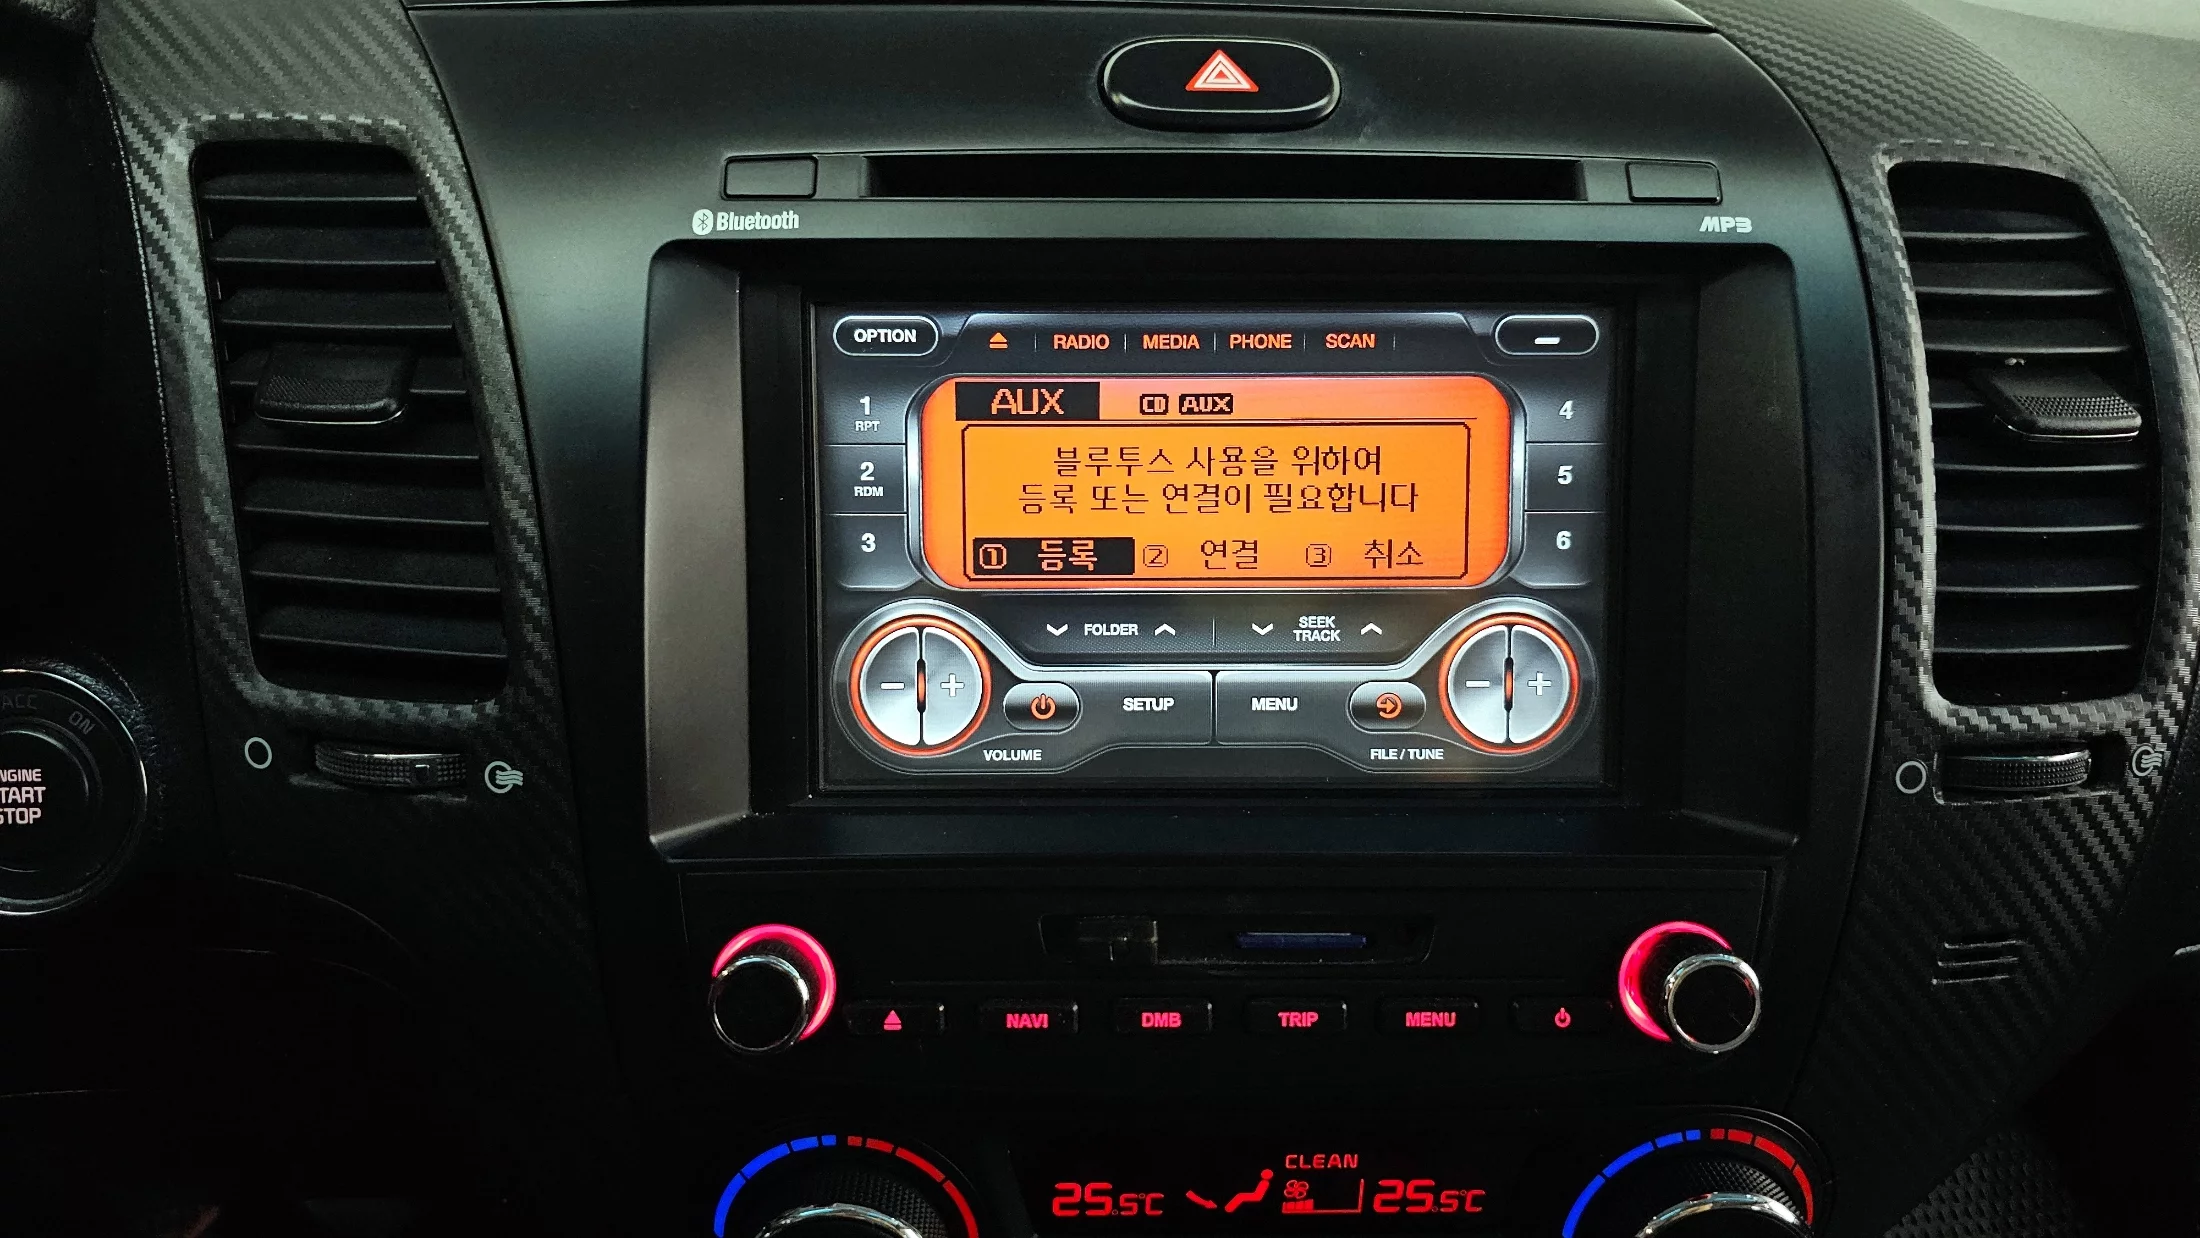 Bluetooth
MP3
OPTION
RADIO
MEDIA
PHONE
SCAN
1
RPT
2
RDM
3
AUX
CD AUX
블루투스 사용을 위하여
등록 또는 연결이 필요합니다
① 등록 ② 연결 ③ 취소
4
5
6
FOLDER
SEEK
TRACK
SETUP
MENU
VOLUME
FILE / TUNE
ACC
ON
NGINE
TART
STOP
NAVI
DMB
TRIP
MENU
CLEAN
25.5°C
25.5°C